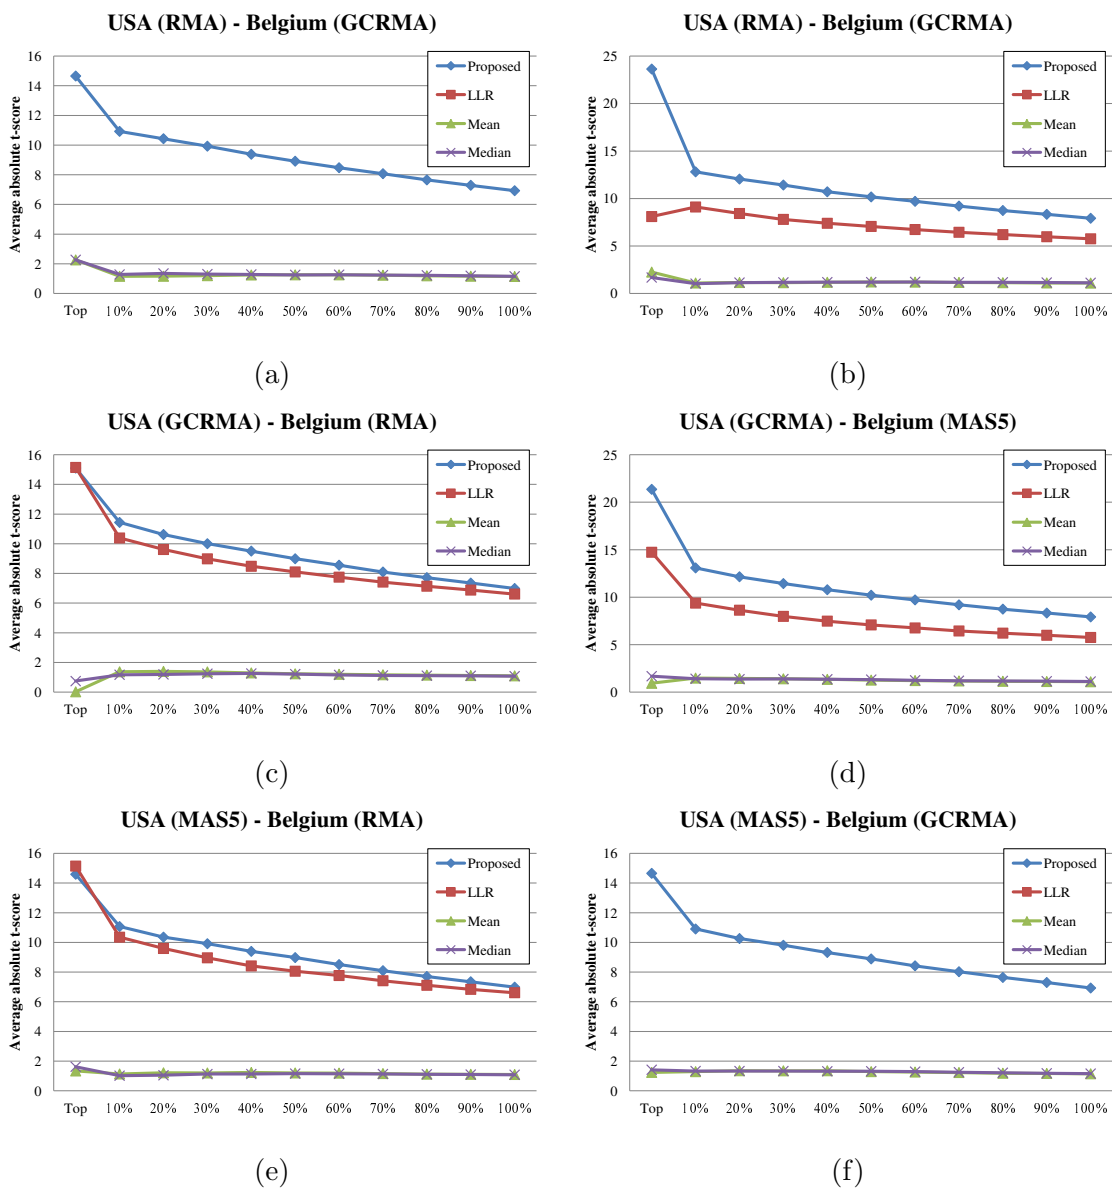 USA (RMA) - Belgium (GCRMA)
Average absolute t-score
16
14
12
10
8
6
4
2
0
Top 10% 20% 30% 40% 50% 60% 70% 80% 90% 100%
Proposed
LLR
Mean
Median
(a)
USA (RMA) - Belgium (GCRMA)
Average absolute t-score
25
20
15
10
5
0
Top 10% 20% 30% 40% 50% 60% 70% 80% 90% 100%
Proposed
LLR
Mean
Median
(b)
USA (GCRMA) - Belgium (RMA)
Average absolute t-score
16
14
12
10
8
6
4
2
0
Top 10% 20% 30% 40% 50% 60% 70% 80% 90% 100%
Proposed
LLR
Mean
Median
(c)
USA (GCRMA) - Belgium (MAS5)
Average absolute t-score
25
20
15
10
5
0
Top 10% 20% 30% 40% 50% 60% 70% 80% 90% 100%
Proposed
LLR
Mean
Median
(d)
USA (MAS5) - Belgium (RMA)
Average absolute t-score
16
14
12
10
8
6
4
2
0
Top 10% 20% 30% 40% 50% 60% 70% 80% 90% 100%
Proposed
LLR
Mean
Median
(e)
USA (MAS5) - Belgium (GCRMA)
Average absolute t-score
16
14
12
10
8
6
4
2
0
Top 10% 20% 30% 40% 50% 60% 70% 80% 90% 100%
Proposed
LLR
Mean
Median
(f)